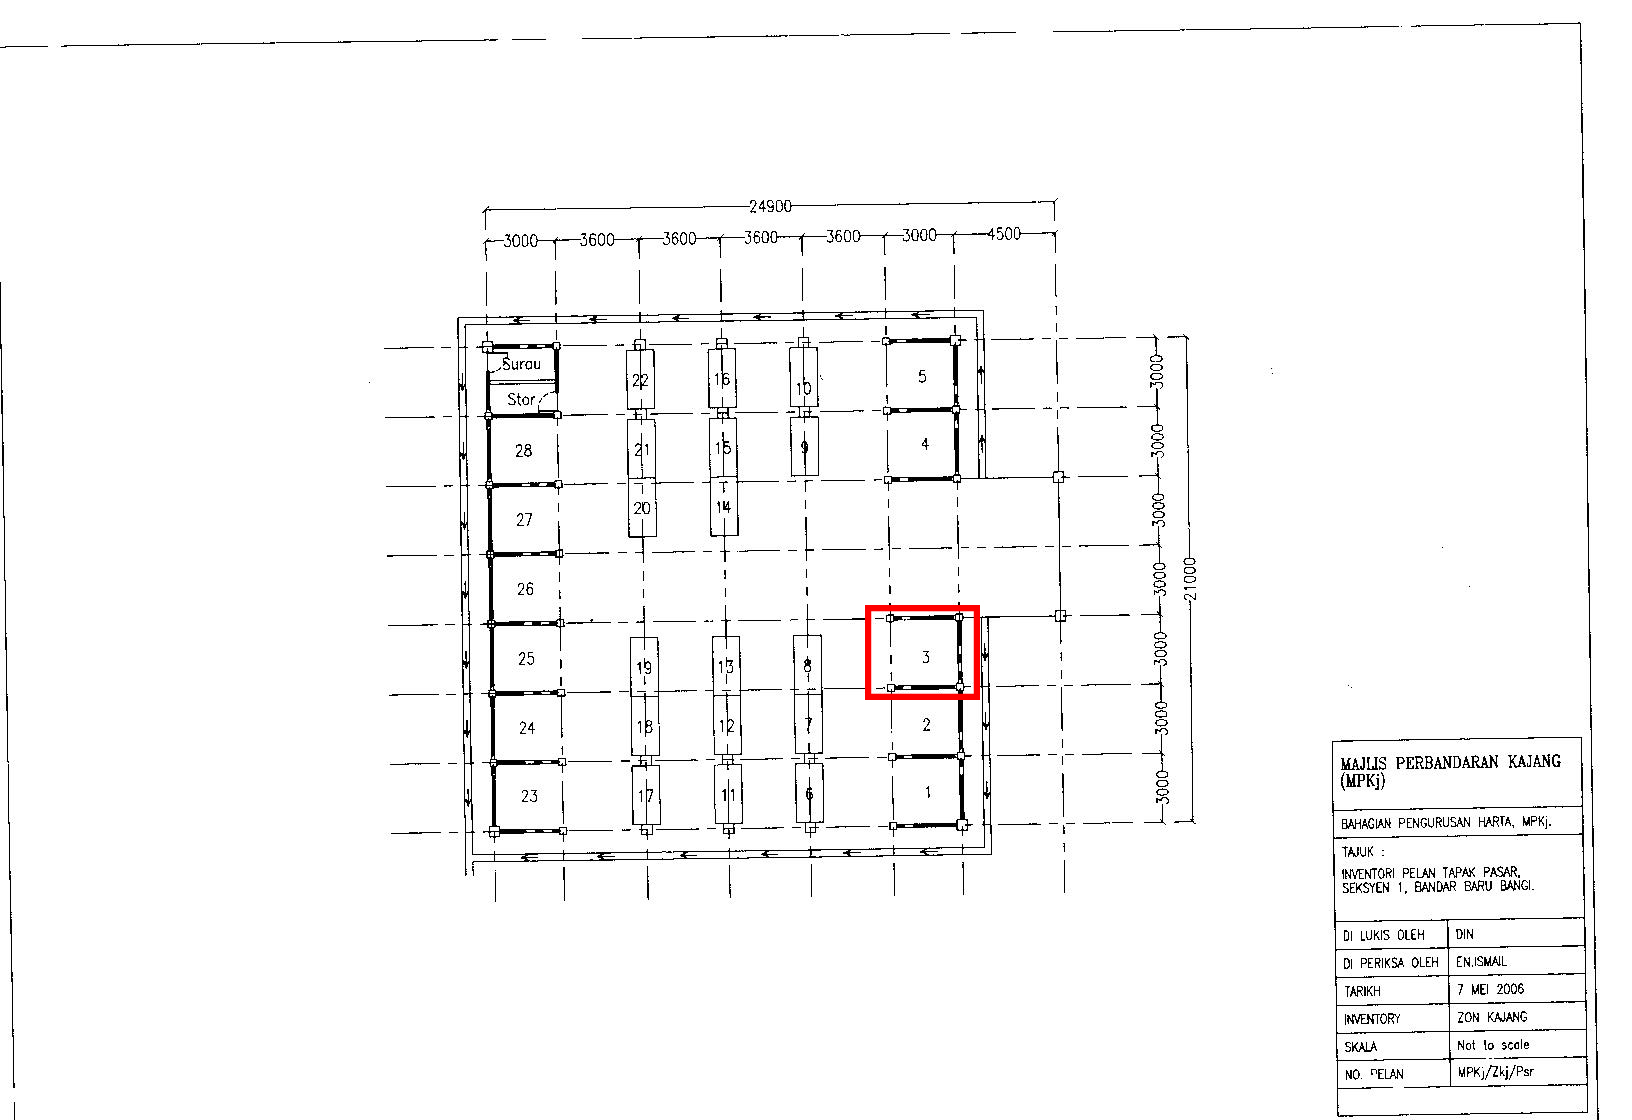 24900
3000 3600 3600 3600 3600 3000 4500
Surau 22 16 10 5 3000
Stor
28 21 15 9 4 3000
27 20 14 3000
26 3000 21000
25 19 13 8 3 3000
24 18 12 7 2 3000
23 17 11 6 1 3000
MAJLIS PERBANDARAN KAJANG
(MPKj)
BAHAGIAN PENGURUSAN HARTA, MPKj.
TAJUK :
INVENTORI PELAN TAPAK PASAR,
SEKSYEN 1, BANDAR BARU BANGI.
DI LUKIS OLEH DIN
DI PERIKSA OLEH EN.ISMAIL
TARIKH 7 MEI 2006
INVENTORY ZON KAJANG
SKALA Not to scale
NO. PELAN MPKj/Zkj/Psr